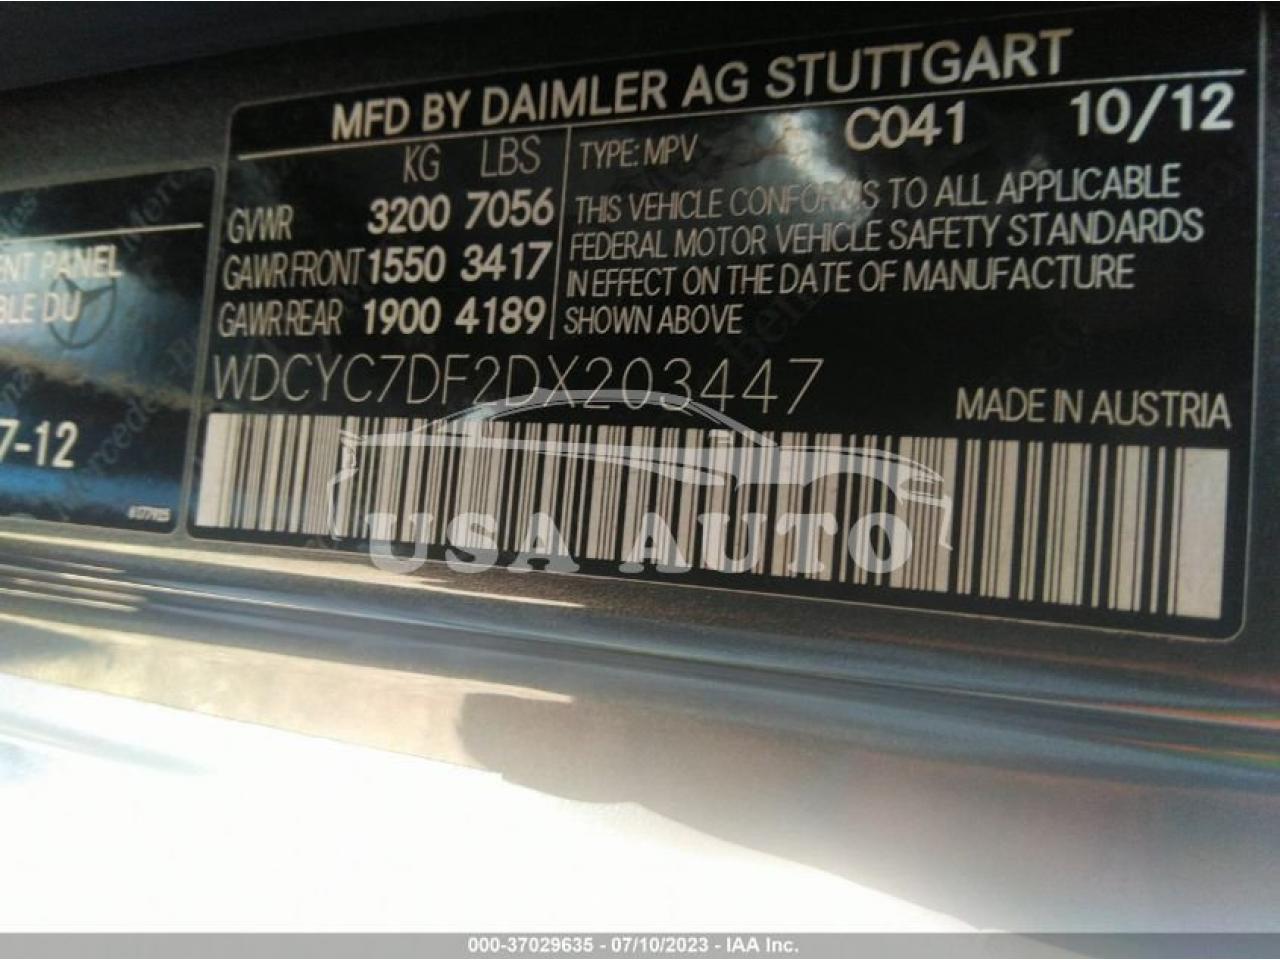 MFD BY DAIMLER AG STUTTGART
KG LBS
GVWR 3200 7056
GAWR FRONT 1550 3417
GAWR REAR 1900 4189
TYPE: MPV C041 10/12
THIS VEHICLE CONFORMS TO ALL APPLICABLE
FEDERAL MOTOR VEHICLE SAFETY STANDARDS
IN EFFECT ON THE DATE OF MANUFACTURE
SHOWN ABOVE
WDCYC7DF2DX203447
MADE IN AUSTRIA
PANEL
DU
7-12
USA AUTO
000-37029635 - 07/10/2023 - IAA Inc.